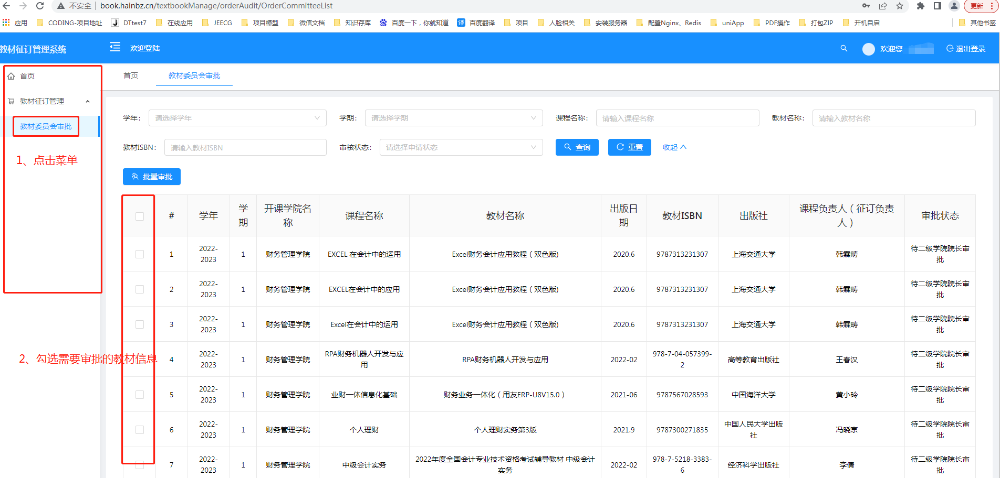 不安全 book.hainbz.cn/textbookManage/orderAudit/OrderCommitteeList 更新
应用 CODING-项目地址 DTtest7 在线应用 JEECG 项目模型 微信文档 知识存库 百度一下，你就知道 百度翻译 项目 人脸相关 安装服务器 配置Nginx、Redis uniApp PDF操作 打包ZIP 开机自启 其他书签
教材征订管理系统 欢迎登陆 欢迎您 退出登录
首页
教材征订管理
教材委员会审批
1、点击菜单
2、勾选需要审批的教材信息
首页 教材委员会审批
学年： 请选择学年 学期： 请选择学期 课程名称： 请输入课程名称 教材名称： 请输入教材名称
教材ISBN： 请输入教材ISBN 审核状态： 请选择申请状态 查询 重置 收起
批量审批
# 学年 学期 开课学院名称 课程名称 教材名称 出版日期 教材ISBN 出版社 课程负责人（征订负责人） 审批状态
1 2022-2023 1 财务管理学院 EXCEL 在会计中的运用 Excel财务会计应用教程（双色版) 2020.6 9787313231307 上海交通大学 韩霖畴 待二级学院院长审批
2 2022-2023 1 财务管理学院 EXCEL在会计中的应用 Excel财务会计应用教程（双色版) 2020.6 9787313231307 上海交通大学 韩霖畴 待二级学院院长审批
3 2022-2023 1 财务管理学院 Excel在会计中的运用 Excel财务会计应用教程（双色版) 2020.6 9787313231307 上海交通大学 韩霖畴 待二级学院院长审批
4 2022-2023 1 财务管理学院 RPA财务机器人开发与应用 RPA财务机器人开发与应用 2022-02 978-7-04-057399-2 高等教育出版社 王春汉 待二级学院院长审批
5 2022-2023 1 财务管理学院 业财一体信息化基础 财务业务一体化（用友ERP-U8V15.0） 2021-06 9787567028593 中国海洋大学 黄小玲 待二级学院院长审批
6 2022-2023 1 财务管理学院 个人理财 个人理财实务第3版 2021.9 9787300271835 中国人民大学出版社 冯晓京 待二级学院院长审批
7 2022-2023 1 财务管理学院 中级会计实务 2022年度全国会计专业技术资格考试辅导教材 中级会计实务 2022-02 978-7-5218-3383-6 经济科学出版社 李倩 待二级学院院长审批